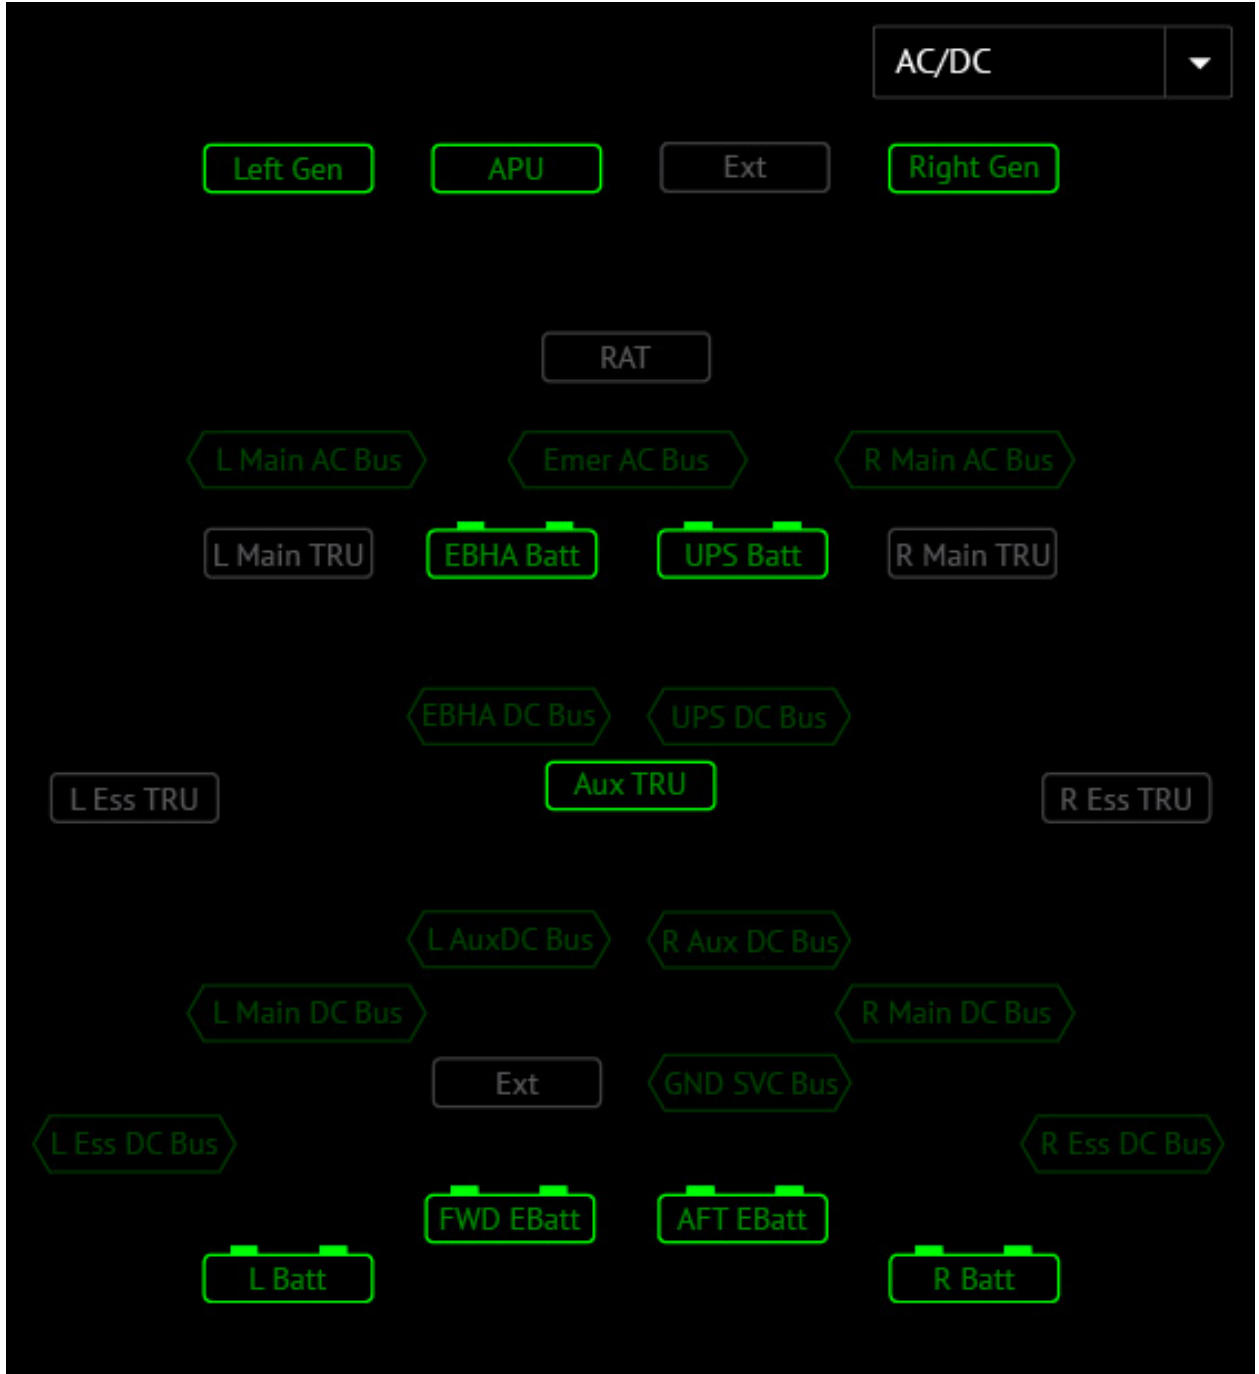 AC/DC
Left Gen
APU
Ext
Right Gen
RAT
L Main AC Bus
Emer AC Bus
R Main AC Bus
L Main TRU
EBHA Batt
UPS Batt
R Main TRU
EBHA DC Bus
UPS DC Bus
Aux TRU
L Ess TRU
R Ess TRU
L AuxDC Bus
R Aux DC Bus
L Main DC Bus
R Main DC Bus
Ext
GND SVC Bus
L Ess DC Bus
R Ess DC Bus
FWD EBatt
AFT EBatt
L Batt
R Batt